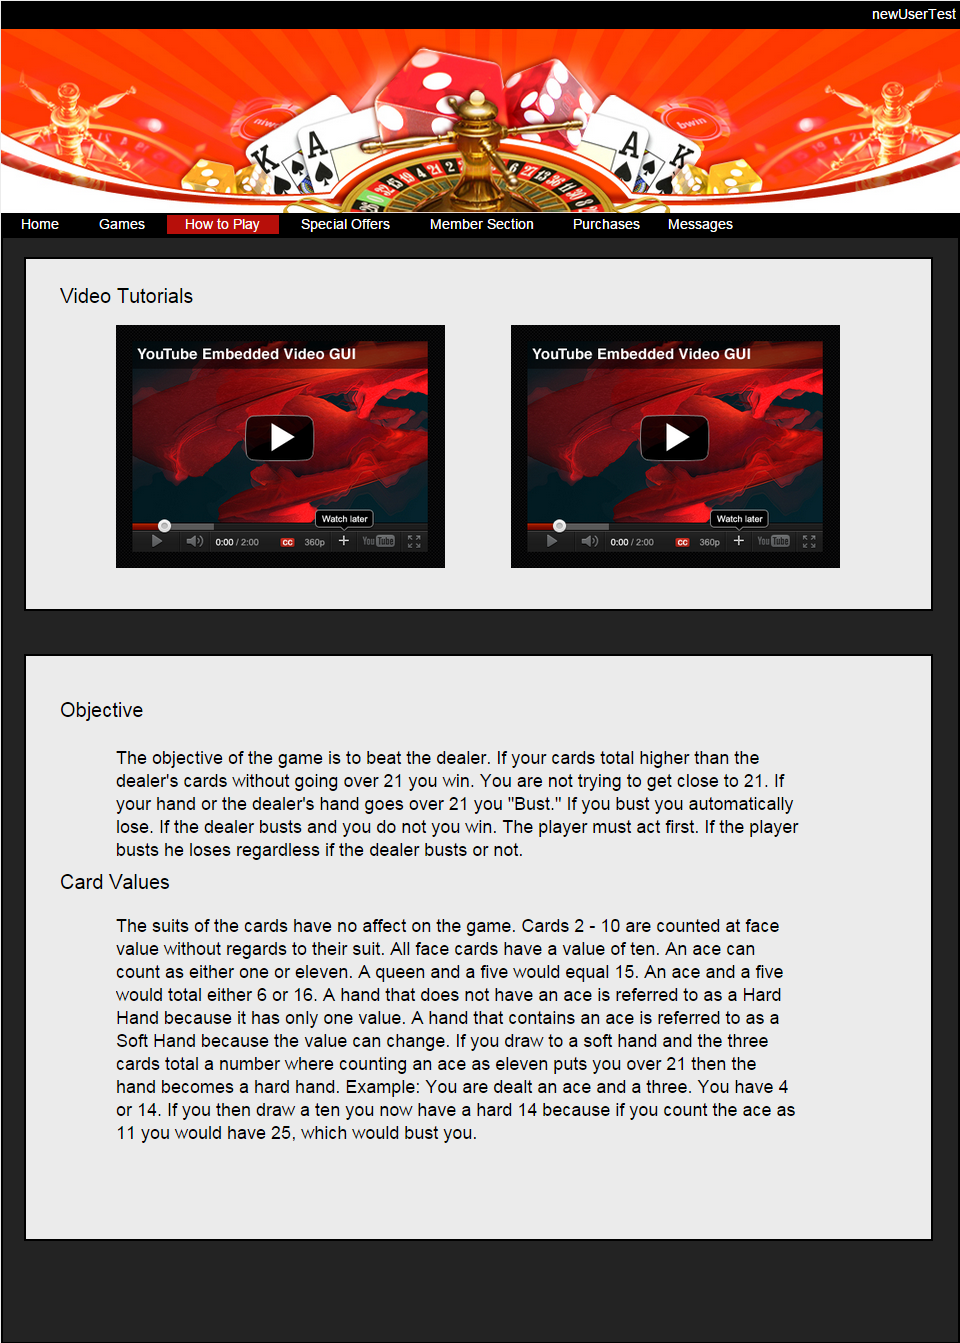 newUserTest
K A
A K
bwin
Home Games How to Play Special Offers Member Section Purchases Messages
Video Tutorials
YouTube Embedded Video GUI YouTube Embedded Video GUI
Watch later Watch later
0:00 / 2:00 CC 360p + YouTube 0:00 / 2:00 CC 360p + YouTube
Objective
The objective of the game is to beat the dealer. If your cards total higher than the
dealer's cards without going over 21 you win. You are not trying to get close to 21. If
your hand or the dealer's hand goes over 21 you "Bust." If you bust you automatically
lose. If the dealer busts and you do not you win. The player must act first. If the player
busts he loses regardless if the dealer busts or not.
Card Values
The suits of the cards have no affect on the game. Cards 2 - 10 are counted at face
value without regards to their suit. All face cards have a value of ten. An ace can
count as either one or eleven. A queen and a five would equal 15. An ace and a five
would total either 6 or 16. A hand that does not have an ace is referred to as a Hard
Hand because it has only one value. A hand that contains an ace is referred to as a
Soft Hand because the value can change. If you draw to a soft hand and the three
cards total a number where counting an ace as eleven puts you over 21 then the
hand becomes a hard hand. Example: You are dealt an ace and a three. You have 4
or 14. If you then draw a ten you now have a hard 14 because if you count the ace as
11 you would have 25, which would bust you.